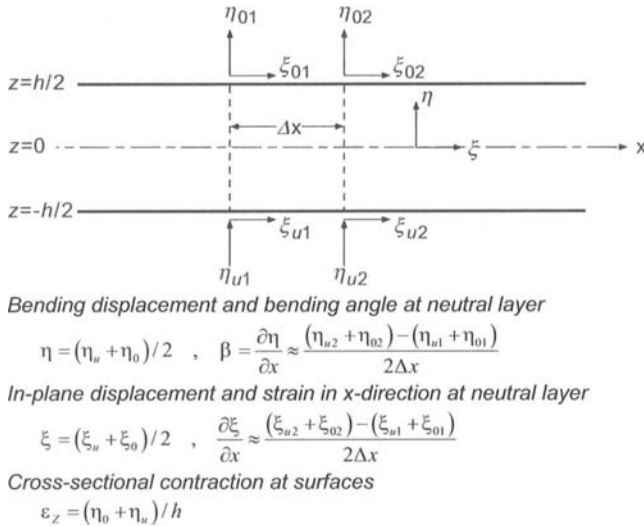 η01 η02
ξ01 ξ02
z=h/2
η
Δx
z=0 x
ξ
z=-h/2
ξu1 ξu2
ηu1 ηu2
Bending displacement and bending angle at neutral layer
η = (ηu + η0)/2 , β = ∂η/∂x ≈ (ηu2 + η02) − (ηu1 + η01) / 2Δx
In-plane displacement and strain in x-direction at neutral layer
ξ = (ξu + ξ0)/2 , ∂ξ/∂x ≈ (ξu2 + ξ02) − (ξu1 + ξ01) / 2Δx
Cross-sectional contraction at surfaces
εZ = (η0 + ηu)/h